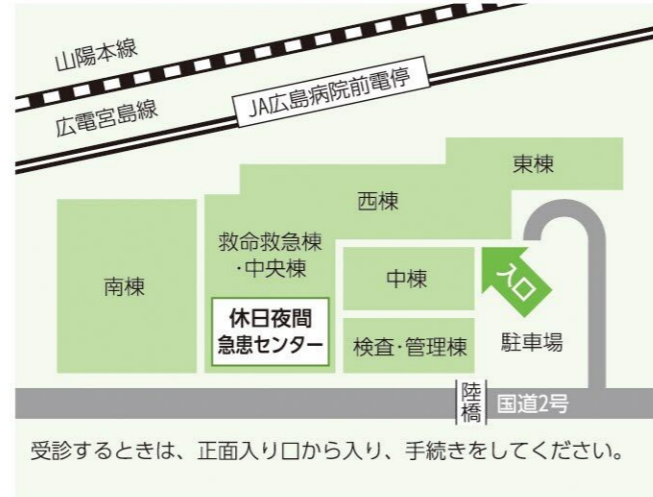 山陽本線
広電宮島線
JA広島病院前電停
東棟
西棟
救命救急棟
・中央棟
南棟
中棟
入口
休日夜間
急患センター
検査・管理棟
駐車場
陸橋
国道2号
受診するときは、正面入り口から入り、手続きをしてください。